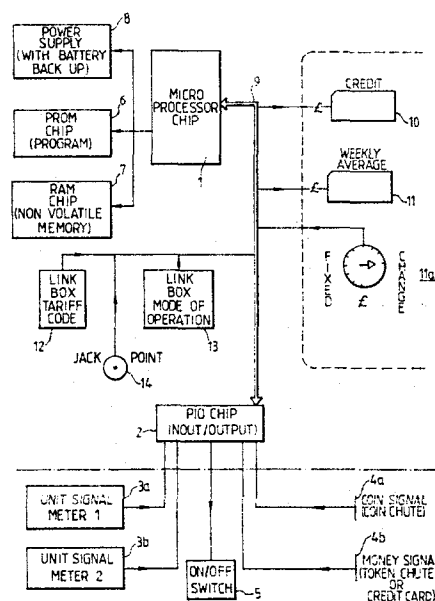 8
POWER
SUPPLY
(WITH BATTERY
BACK UP)
6
PROM
CHIP
(PROGRAM)
7
RAM
CHIP
(NON VOLATILE
MEMORY)
MICRO
PROCESSOR
CHIP
1
9
CREDIT
£
10
WEEKLY
AVERAGE
£
11
FIXED
£
CHANGE
11a
LINK
BOX
TARIFF
CODE
12
LINK
BOX
MODE OF
OPERATION
13
JACK POINT
14
PIO CHIP
(INOUT/OUTPUT)
2
3a
UNIT SIGNAL
METER 1
3b
UNIT SIGNAL
METER 2
ON/OFF
SWITCH
5
4a
COIN SIGNAL
(COIN CHUTE)
4b
MONEY SIGNA
(TOKEN CHUTE
OR
CREDIT CARD)